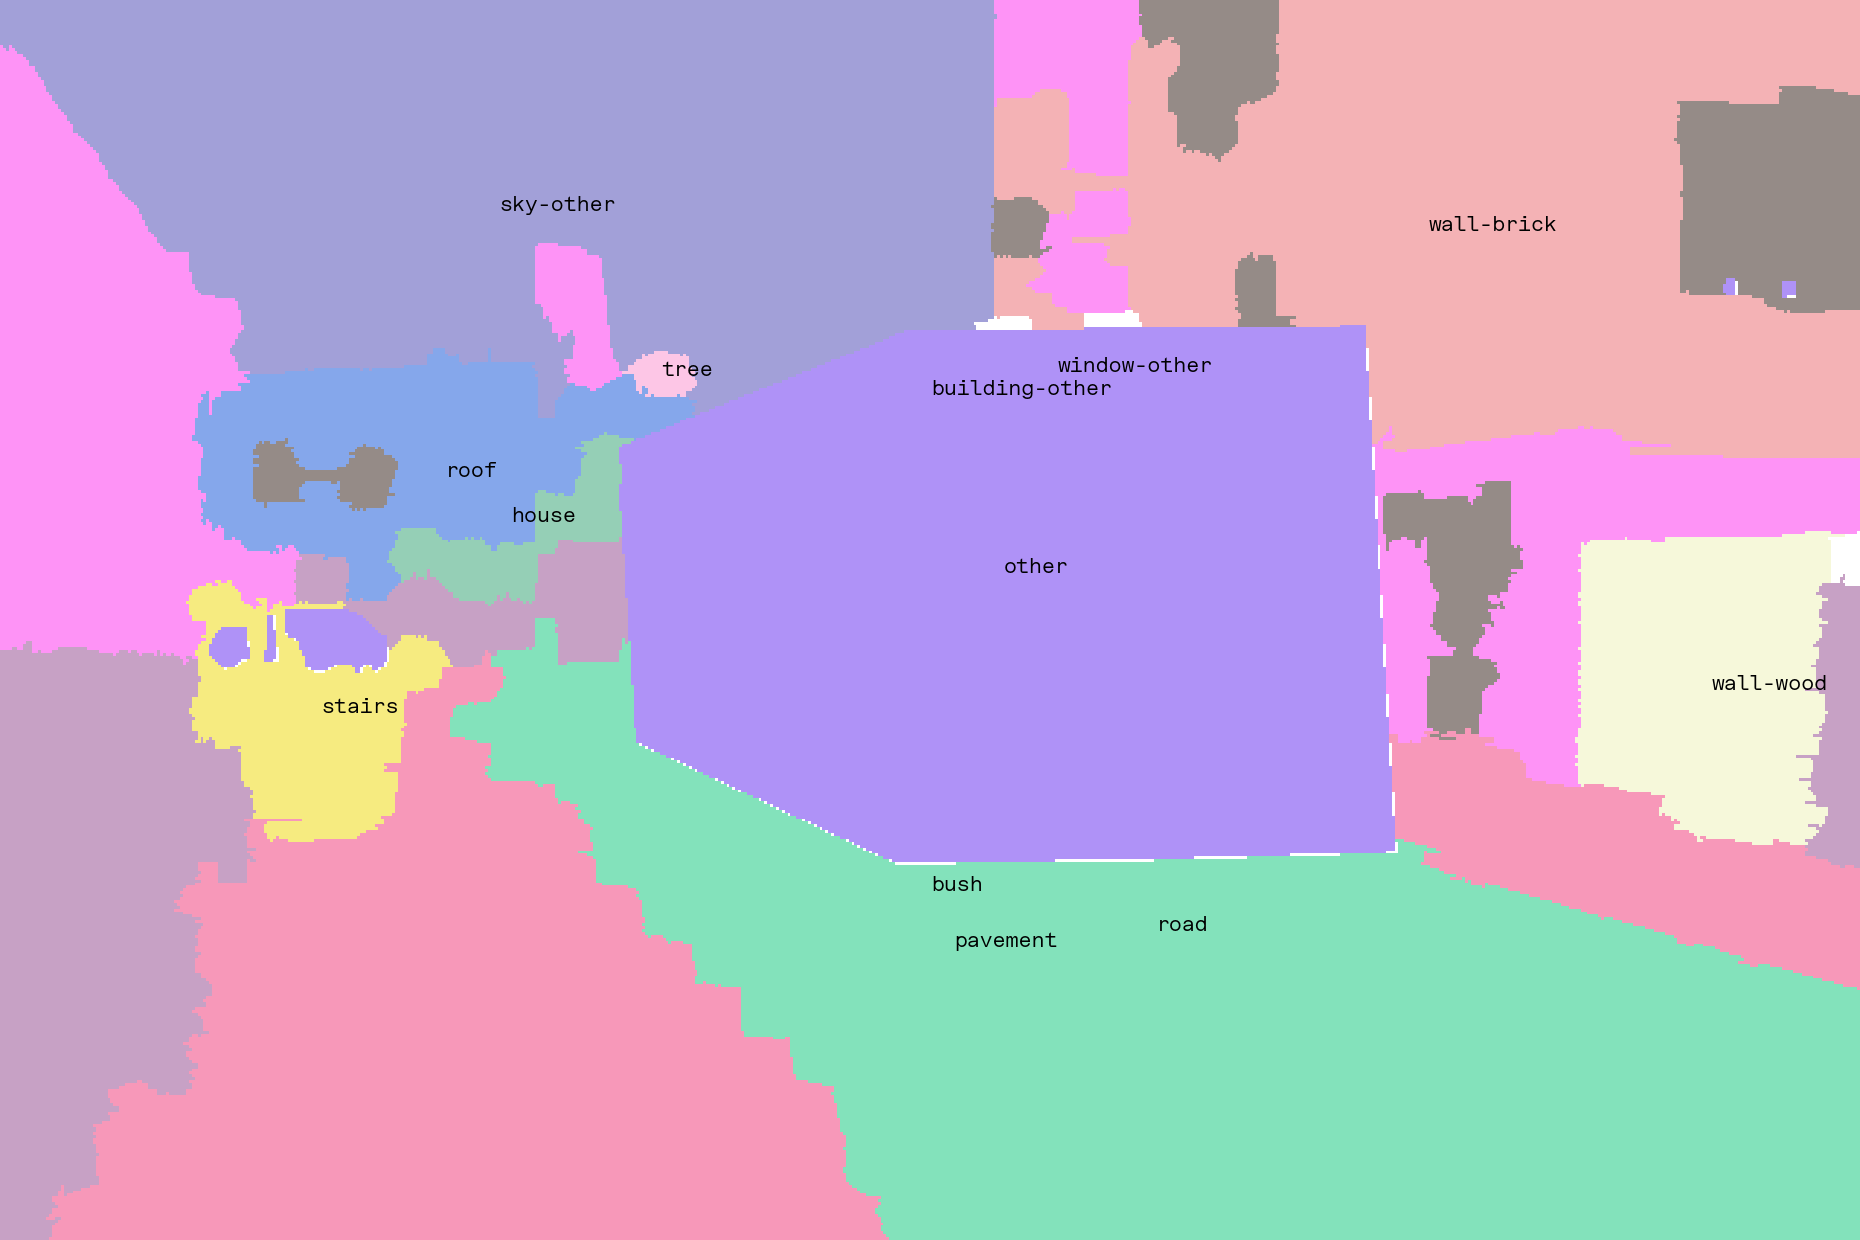 sky-other
wall-brick
window-other
tree
building-other
roof
house
other
wall-wood
stairs
bush
road
pavement